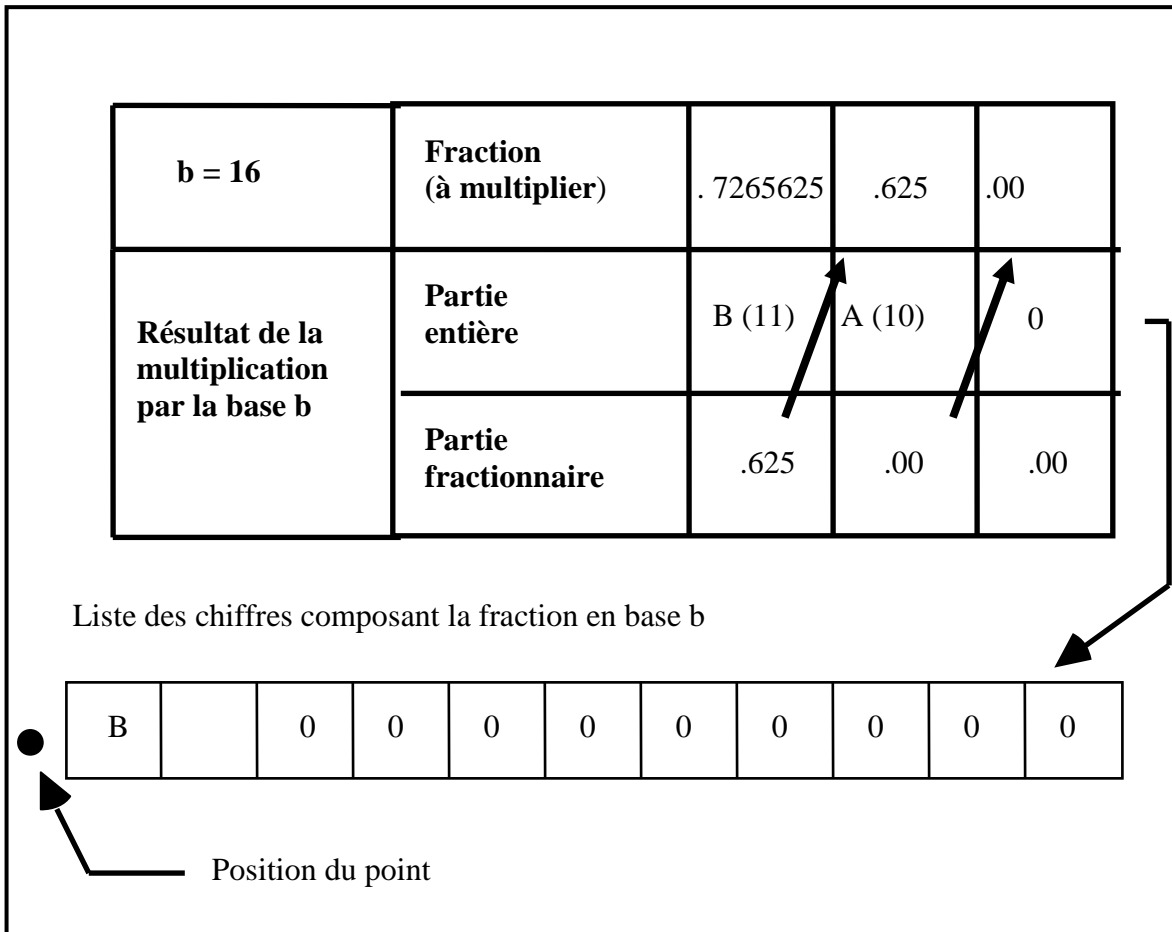 b = 16
Fraction
(à multiplier)
. 7265625
.625
.00
Résultat de la
multiplication
par la base b
Partie
entière
B (11)
A (10)
0
Partie
fractionnaire
.625
.00
.00
Liste des chiffres composant la fraction en base b
B 0 0 0 0 0 0 0 0 0
Position du point